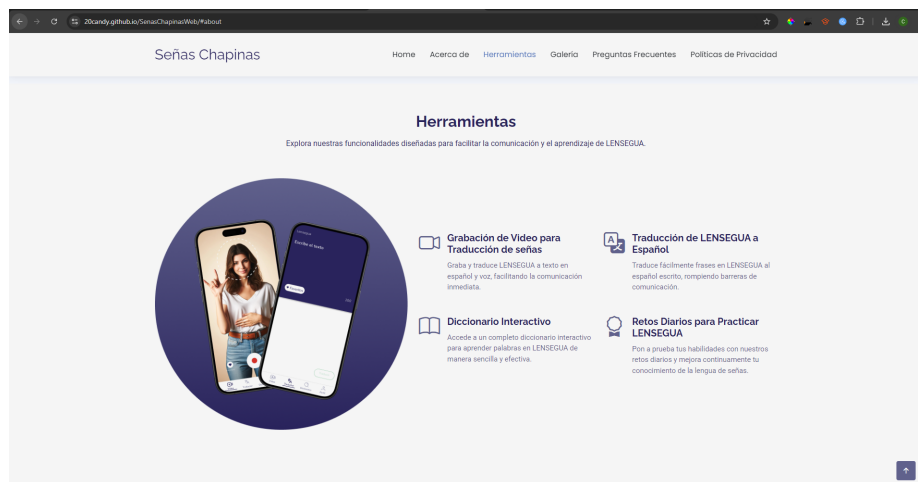 20candy.github.io/SenasChapinasWeb/#about
Señas Chapinas
Home Acerca de Herramientas Galería Preguntas Frecuentes Políticas de Privacidad
Herramientas
Explora nuestras funcionalidades diseñadas para facilitar la comunicación y el aprendizaje de LENSEGUA.
Escribe el texto
Grabación de Video para
Traducción de señas
Graba y traduce LENSEGUA a texto en
español y voz, facilitando la comunicación
inmediata.
Traducción de LENSEGUA a
Español
Traduce fácilmente frases en LENSEGUA al
español escrito, rompiendo barreras de
comunicación.
Diccionario Interactivo
Accede a un completo diccionario interactivo
para aprender palabras en LENSEGUA de
manera sencilla y efectiva.
Retos Diarios para Practicar
LENSEGUA
Pon a prueba tus habilidades con nuestros
retos diarios y mejora continuamente tu
conocimiento de la lengua de señas.